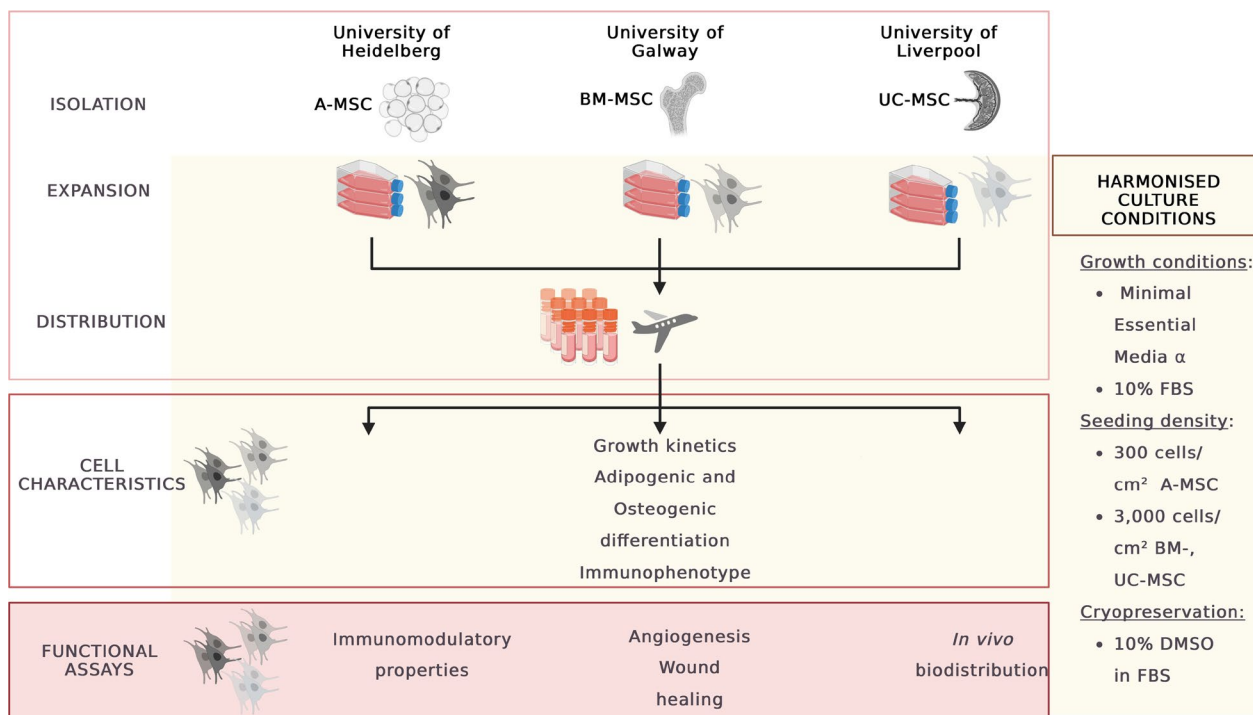 University of
Heidelberg
University of
Galway
University of
Liverpool
ISOLATION
A-MSC
BM-MSC
UC-MSC
EXPANSION
DISTRIBUTION
CELL
CHARACTERISTICS
Growth kinetics
Adipogenic and
Osteogenic
differentiation
Immunophenotype
FUNCTIONAL
ASSAYS
Immunomodulatory
properties
Angiogenesis
Wound
healing
In vivo
biodistribution
HARMONISED
CULTURE
CONDITIONS
Growth conditions:
• Minimal
Essential
Media α
• 10% FBS
Seeding density:
• 300 cells/
cm² A-MSC
• 3,000 cells/
cm² BM-,
UC-MSC
Cryopreservation:
• 10% DMSO
in FBS